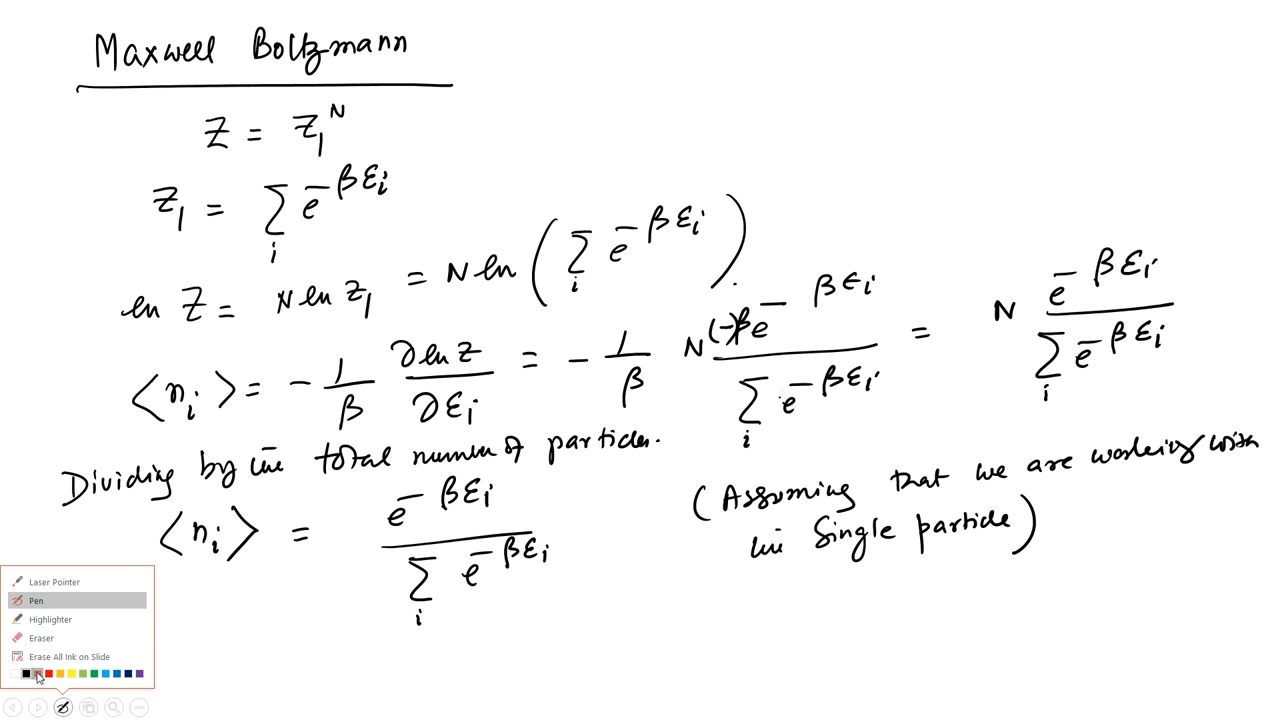 Maxwell Boltzmann
Z = Z₁ᴺ
Z₁ = ∑ᵢ e^{-βεᵢ}
ln Z = N ln Z₁ = N ln ( ∑ᵢ e^{-βεᵢ} ).
⟨nᵢ⟩ = - 1/β ∂ ln Z / ∂εᵢ = - 1/β N (-)β e^{-βεᵢ} / ∑ᵢ e^{-βεᵢ} = N e^{-βεᵢ} / ∑ᵢ e^{-βεᵢ}
Dividing by the total number of particles.
⟨nᵢ⟩ = e^{-βεᵢ} / ∑ᵢ e^{-βεᵢ}
(Assuming that we are working with
the Single particle)
Laser Pointer
Pen
Highlighter
Eraser
Erase All Ink on Slide